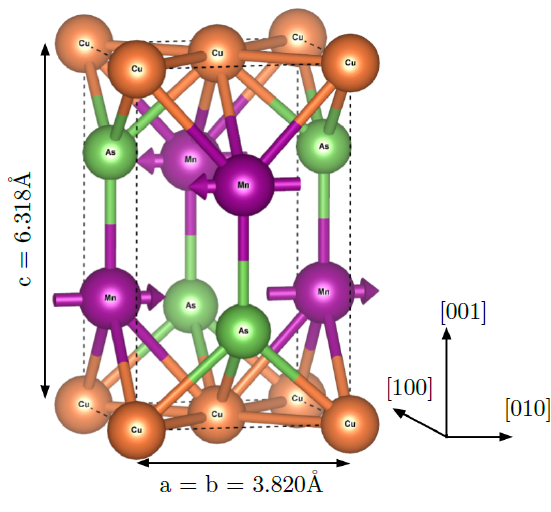 Cu
Cu
Cu
Cu
Cu
As
As
Mn
Mn
c = 6.318Å
Mn
Mn
As
As
[001]
[100]
[010]
Cu
Cu
Cu
Cu
Cu
a = b = 3.820Å